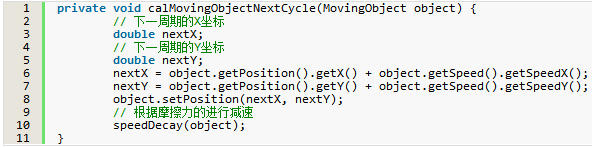 1 private void calMovingObjectNextCycle(MovingObject object) {
2 // 下一周期的X坐标
3 double nextX;
4 // 下一周期的Y坐标
5 double nextY;
6 nextX = object.getPosition().getX() + object.getSpeed().getSpeedX();
7 nextY = object.getPosition().getY() + object.getSpeed().getSpeedY();
8 object.setPosition(nextX, nextY);
9 // 根据摩擦力的进行减速
10 speedDecay(object);
11 }